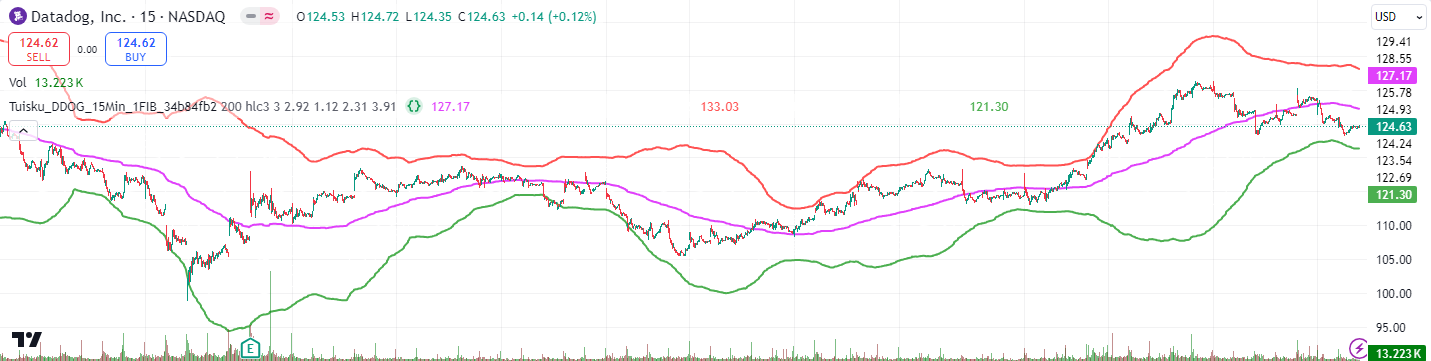 Datadog, Inc. · 15 · NASDAQ O124.53 H124.72 L124.35 C124.63 +0.14 (+0.12%)
124.62 SELL 0.00 124.62 BUY
Vol 13.223 K
Tuisku_DDOG_15Min_1FIB_34b84fb2 200 hlc3 3 2.92 1.12 2.31 3.91 {} 127.17 133.03 121.30
USD
129.41
128.55
127.17
125.78
124.93
124.63
124.24
123.54
122.69
121.30
110.00
105.00
100.00
95.00
13.223 K
E